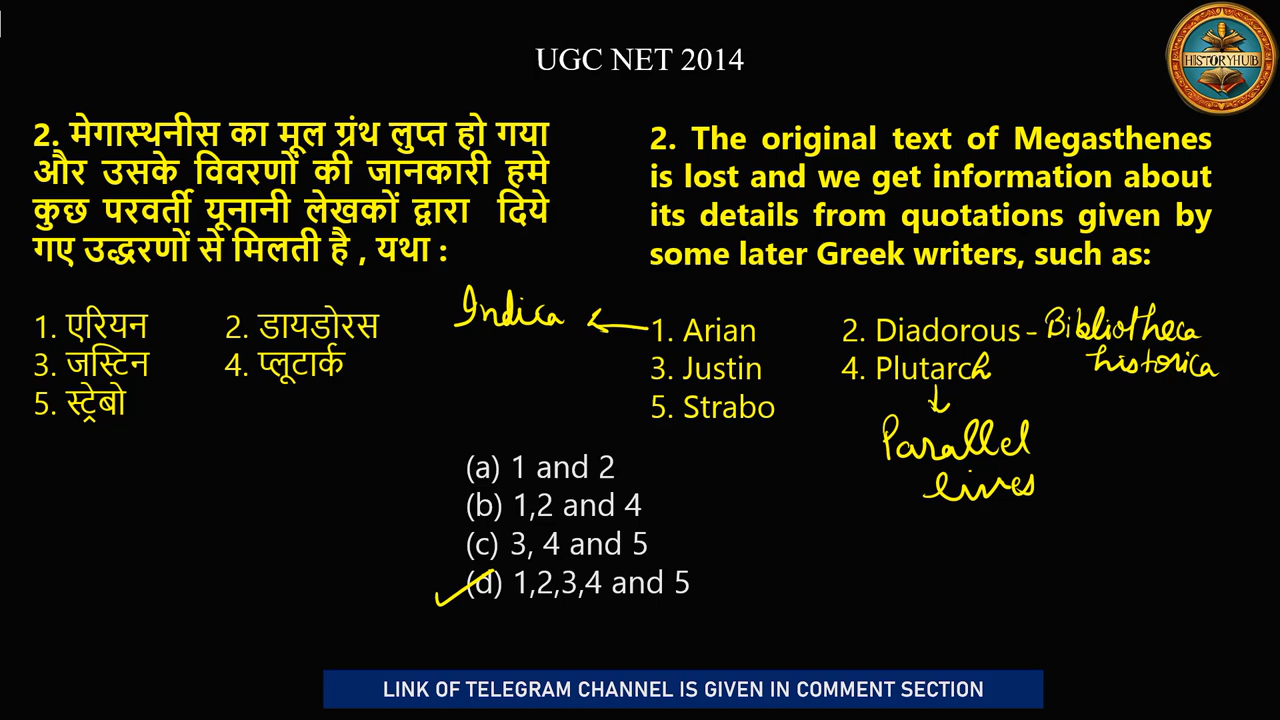 UGC NET 2014
HISTORYHUB
2. मेगास्थनीस का मूल ग्रंथ लुप्त हो गया
और उसके विवरणों की जानकारी हमे
कुछ परवर्ती यूनानी लेखकों द्वारा दिये
गए उद्धरणों से मिलती है , यथा :
1. एरियन 2. डायडोरस
3. जस्टिन 4. प्लूटार्क
5. स्ट्रेबो
2. The original text of Megasthenes
is lost and we get information about
its details from quotations given by
some later Greek writers, such as:
Indica
1. Arian 2. Diadorous - Bibliotheca
historica
3. Justin 4. Plutarch
5. Strabo
Parallel
lives
(a) 1 and 2
(b) 1,2 and 4
(c) 3, 4 and 5
(d) 1,2,3,4 and 5
LINK OF TELEGRAM CHANNEL IS GIVEN IN COMMENT SECTION